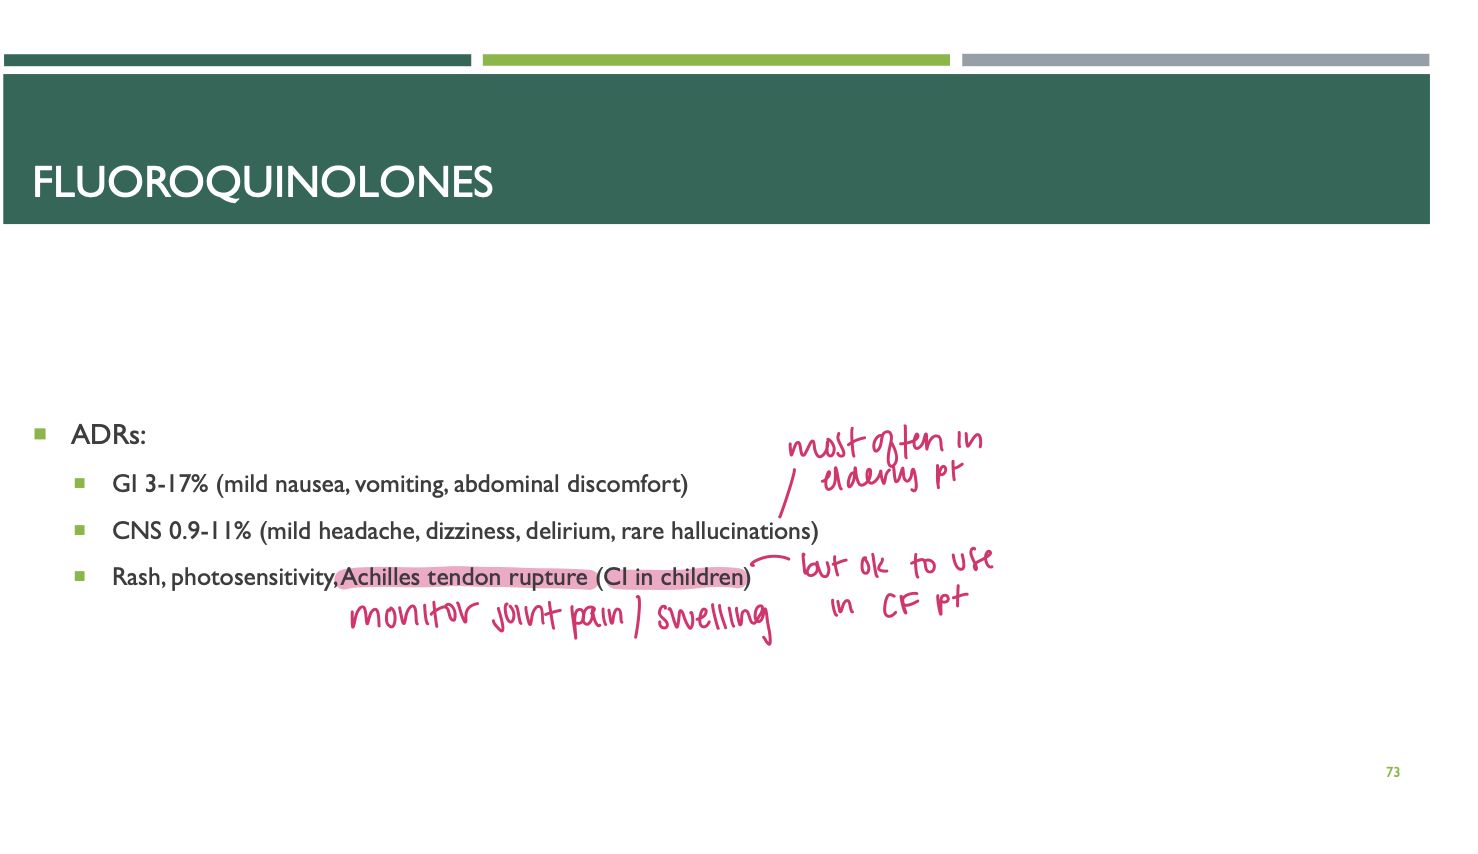 FLUOROQUINOLONES
ADRs:
most often in
elderly pt
GI 3-17% (mild nausea, vomiting, abdominal discomfort)
CNS 0.9-11% (mild headache, dizziness, delirium, rare hallucinations)
Rash, photosensitivity, Achilles tendon rupture (CI in children)
but ok to use
in CF pt
monitor joint pain / swelling
73